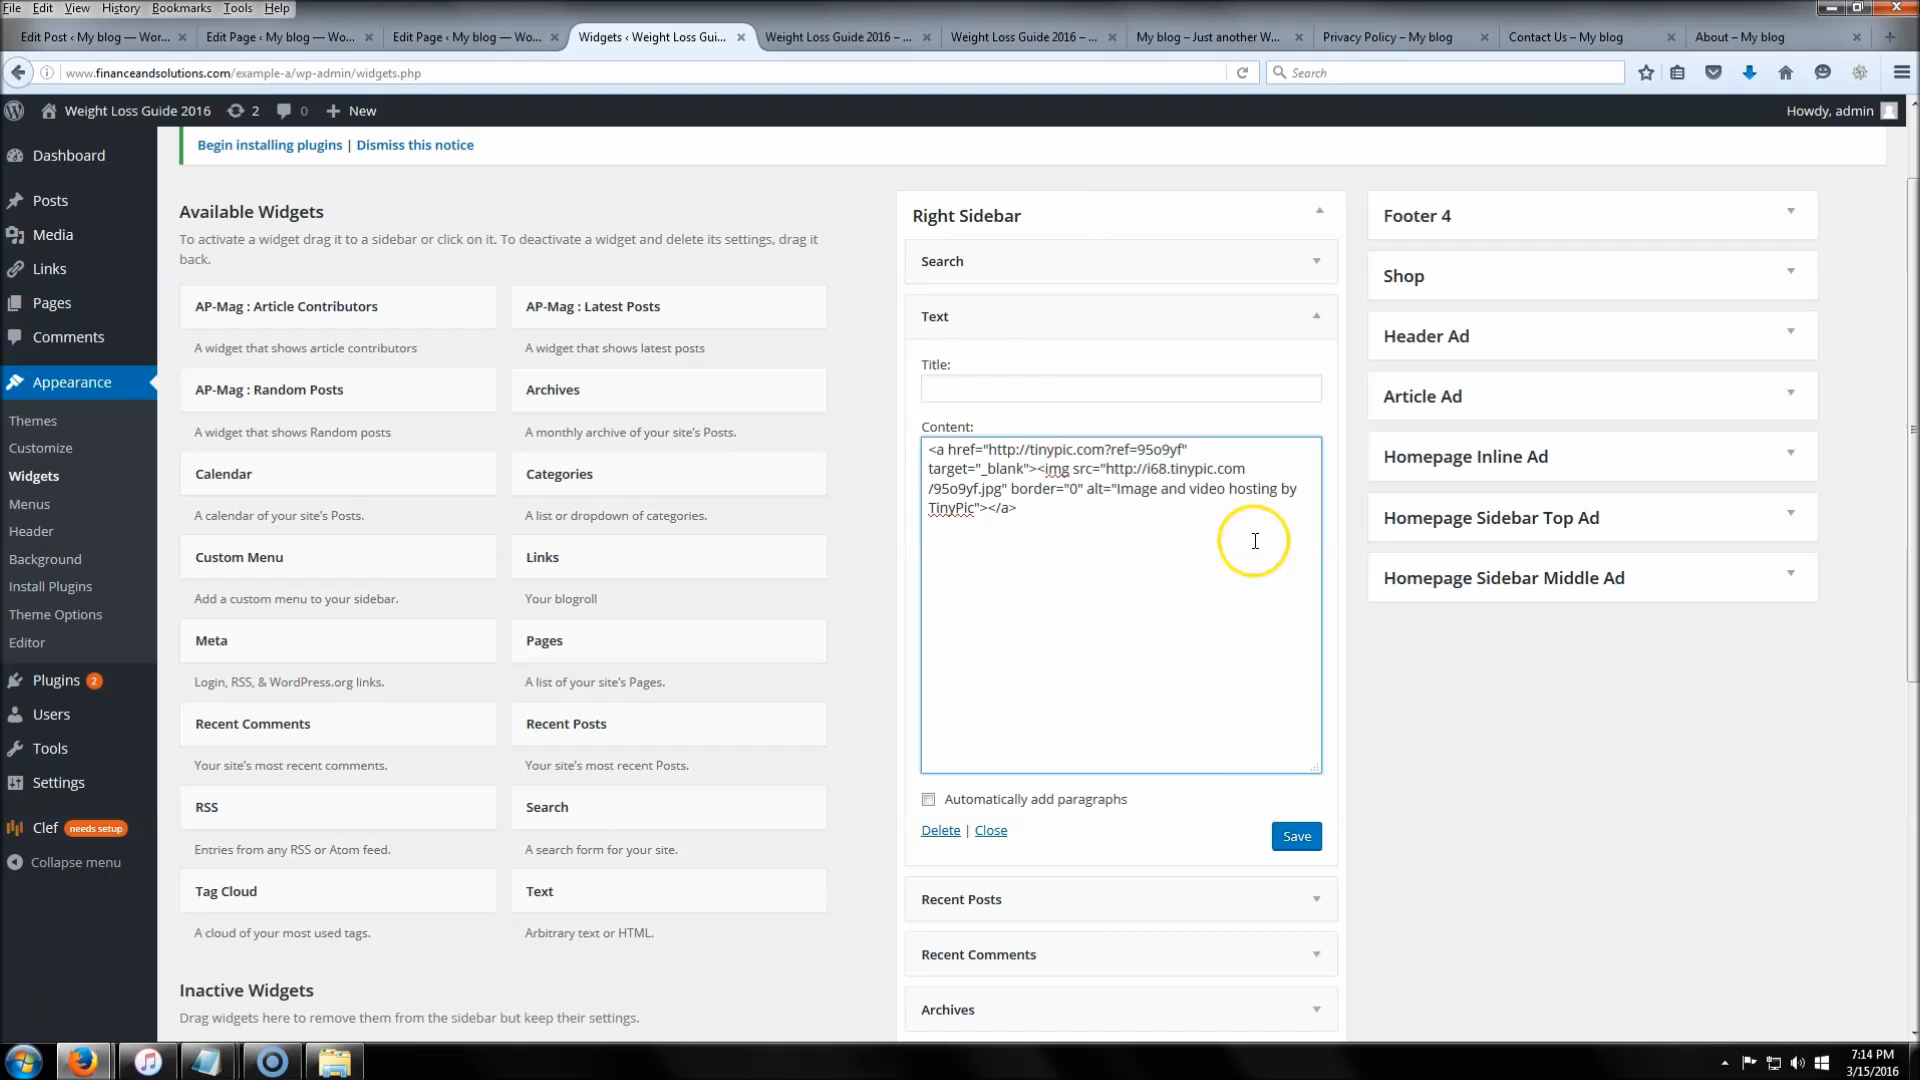 File Edit View History Bookmarks Tools Help
Edit Post ‹ My blog — Wor...
Edit Page ‹ My blog — Wo...
Edit Page ‹ My blog — Wo...
Widgets ‹ Weight Loss Gui...
Weight Loss Guide 2016 – ...
Weight Loss Guide 2016 – ...
My blog – Just another W...
Privacy Policy – My blog
Contact Us – My blog
About – My blog
www.financeandsolutions.com/example-a/wp-admin/widgets.php
Search
Weight Loss Guide 2016 2 0 + New
Howdy, admin
Dashboard
Posts
Media
Links
Pages
Comments
Appearance
Themes
Customize
Widgets
Menus
Header
Background
Install Plugins
Theme Options
Editor
Plugins 2
Users
Tools
Settings
Clef needs setup
Collapse menu
Begin installing plugins | Dismiss this notice
Available Widgets
To activate a widget drag it to a sidebar or click on it. To deactivate a widget and delete its settings, drag it
back.
AP-Mag : Article Contributors
A widget that shows article contributors
AP-Mag : Latest Posts
A widget that shows latest posts
AP-Mag : Random Posts
A widget that shows Random posts
Archives
A monthly archive of your site's Posts.
Calendar
A calendar of your site's Posts.
Categories
A list or dropdown of categories.
Custom Menu
Add a custom menu to your sidebar.
Links
Your blogroll
Meta
Login, RSS, & WordPress.org links.
Pages
A list of your site's Pages.
Recent Comments
Your site's most recent comments.
Recent Posts
Your site's most recent Posts.
RSS
Entries from any RSS or Atom feed.
Search
A search form for your site.
Tag Cloud
A cloud of your most used tags.
Text
Arbitrary text or HTML.
Inactive Widgets
Drag widgets here to remove them from the sidebar but keep their settings.
Right Sidebar
Search
Text
Title:
Content:
<a href="http://tinypic.com?ref=95o9yf"
target="_blank"><img src="http://i68.tinypic.com
/95o9yf.jpg" border="0" alt="Image and video hosting by
TinyPic"></a>
Automatically add paragraphs
Delete | Close
Save
Recent Posts
Recent Comments
Archives
Footer 4
Shop
Header Ad
Article Ad
Homepage Inline Ad
Homepage Sidebar Top Ad
Homepage Sidebar Middle Ad
7:14 PM
3/15/2016